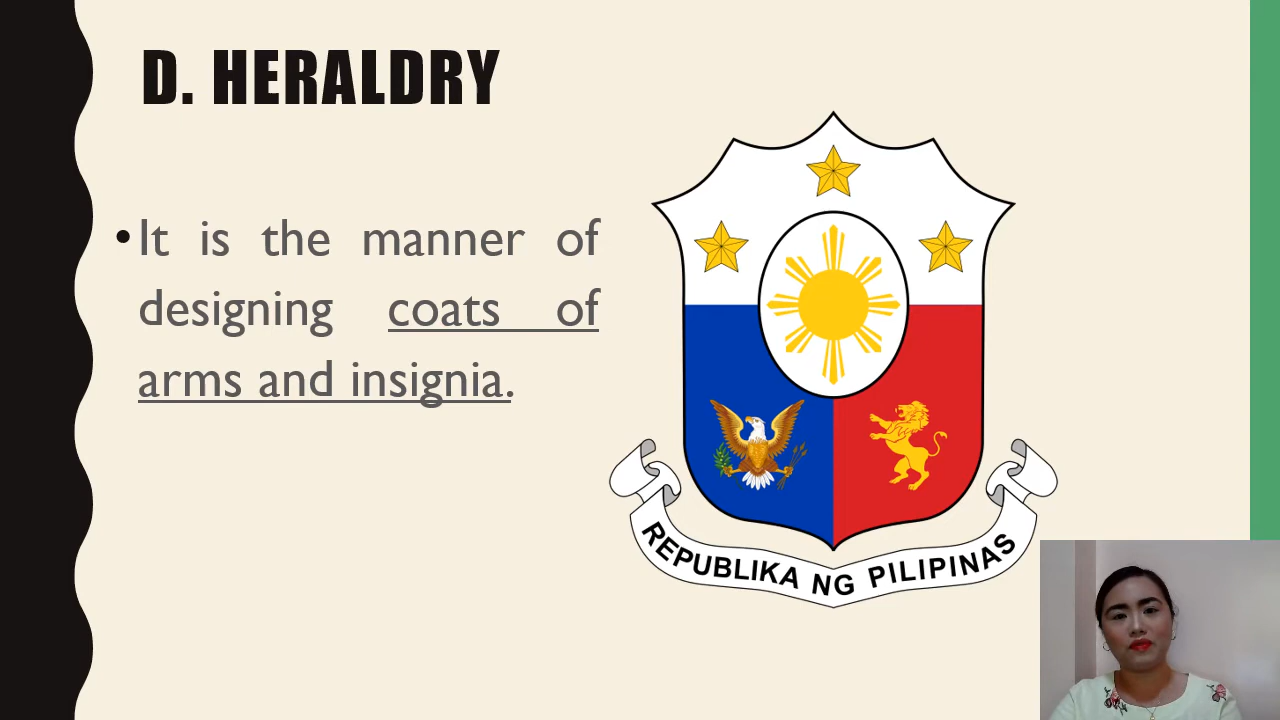 D. HERALDRY
•It is the manner of
designing coats of
arms and insignia.
REPUBLIKA NG PILIPINAS